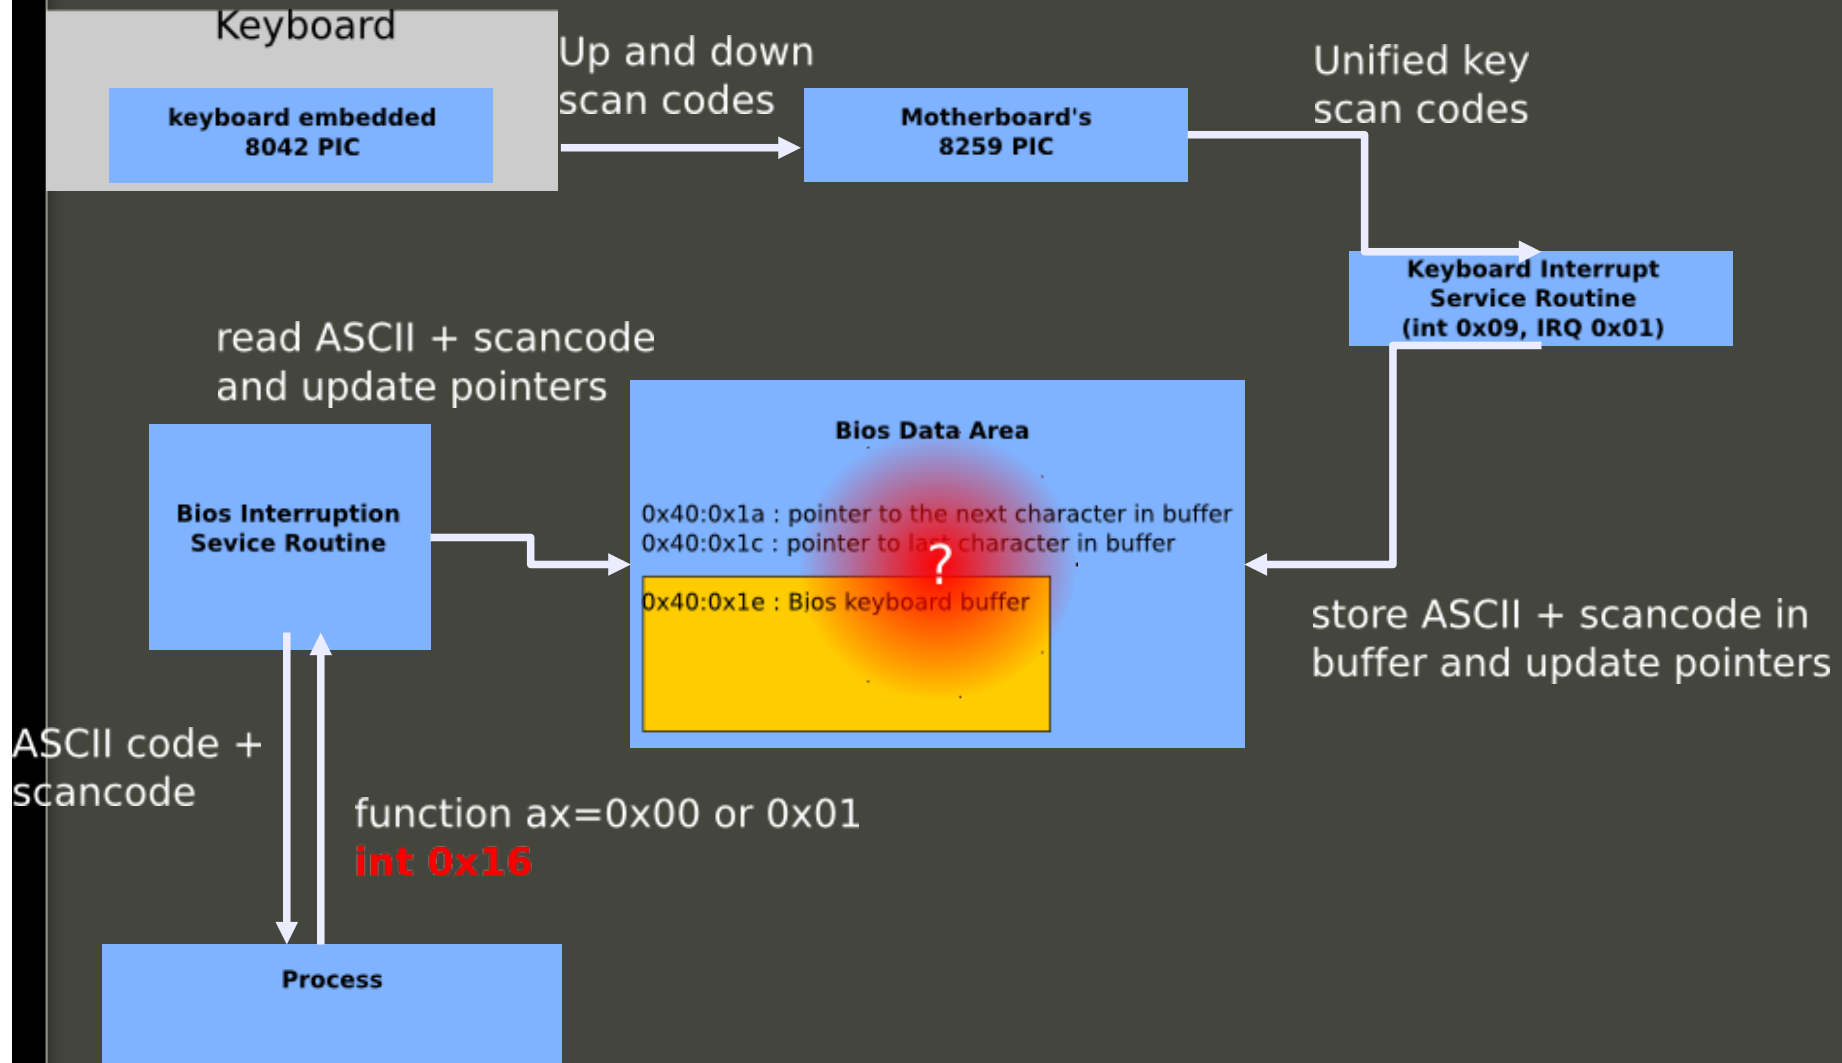 Keyboard
keyboard embedded
8042 PIC
Up and down
scan codes
Motherboard's
8259 PIC
Unified key
scan codes
Keyboard Interrupt
Service Routine
(int 0x09, IRQ 0x01)
read ASCII + scancode
and update pointers
Bios Interruption
Sevice Routine
Bios Data Area
0x40:0x1a : pointer to the next character in buffer
0x40:0x1c : pointer to last character in buffer
?
0x40:0x1e : Bios keyboard buffer
store ASCII + scancode in
buffer and update pointers
ASCII code +
scancode
function ax=0x00 or 0x01
int 0x16
Process